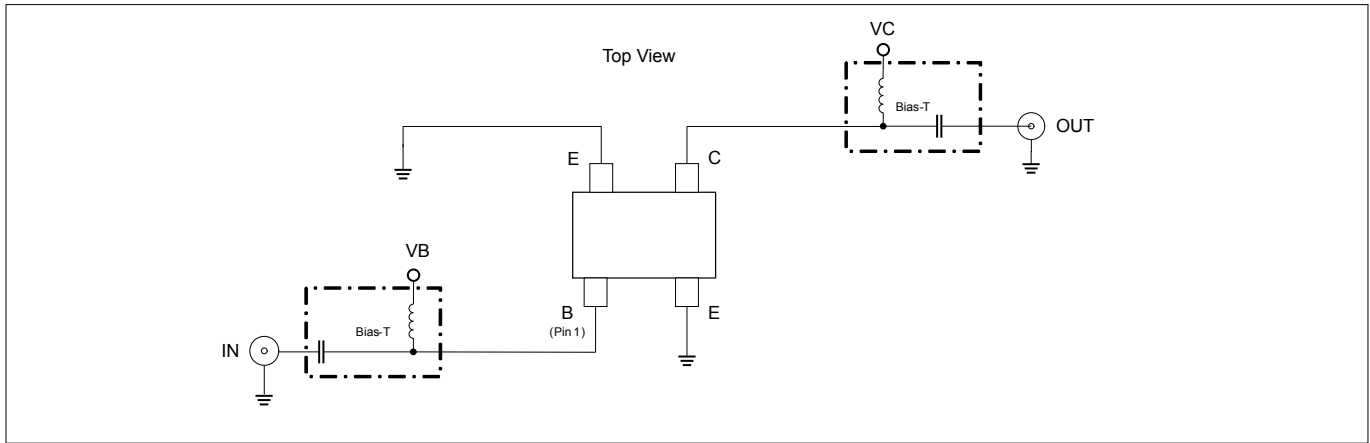 VC
Top View
Bias-T
OUT
E
C
VB
B
E
(Pin 1)
Bias-T
IN